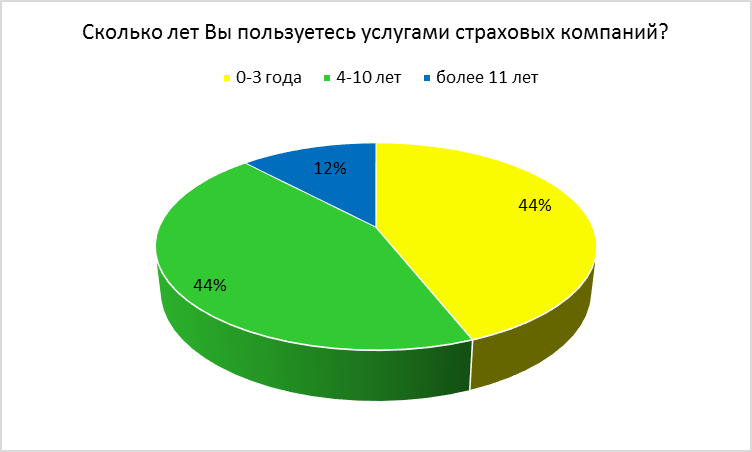 Сколько лет Вы пользуетесь услугами страховых компаний?
0-3 года 4-10 лет более 11 лет
12%
44%
44%